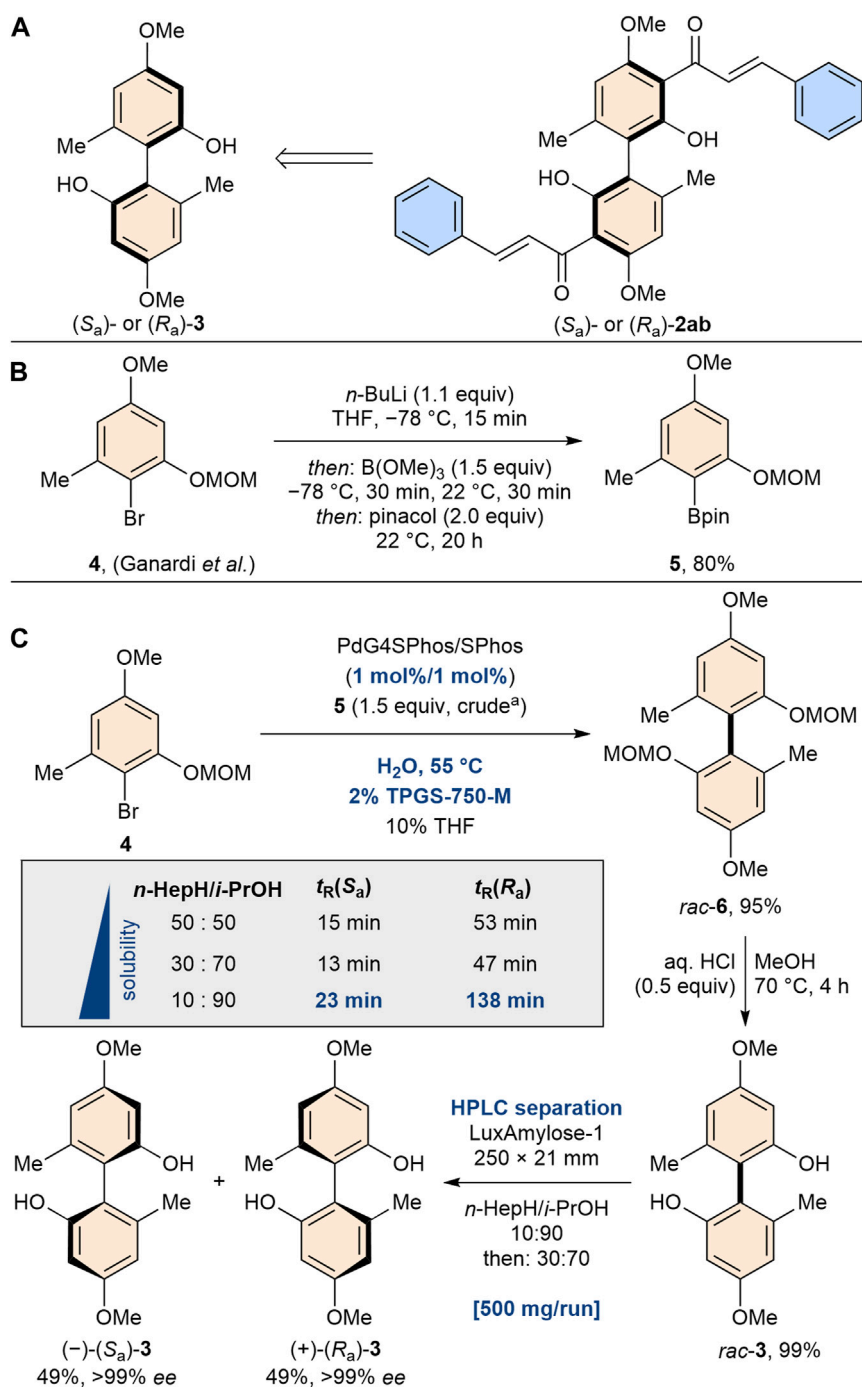 A
OMe
Me
OH
HO
Me
OMe
(Sₐ)- or (Rₐ)-3
OMe
O
OH
Me
HO
Me
O
OMe
(Sₐ)- or (Rₐ)-2ab
B
OMe
Me
OMOM
Br
4, (Ganardi et al.)
n-BuLi (1.1 equiv)
THF, −78 °C, 15 min
then: B(OMe)₃ (1.5 equiv)
−78 °C, 30 min, 22 °C, 30 min
then: pinacol (2.0 equiv)
22 °C, 20 h
OMe
Me
OMOM
Bpin
5, 80%
C
OMe
Me
OMOM
Br
4
PdG4SPhos/SPhos
(1 mol%/1 mol%)
5 (1.5 equiv, crudeᵃ)
H₂O, 55 °C
2% TPGS-750-M
10% THF
OMe
Me
OMOM
MOMO
Me
OMe
rac-6, 95%
solubility
n-HepH/i-PrOH tR(Sₐ) tR(Rₐ)
50 : 50 15 min 53 min
30 : 70 13 min 47 min
10 : 90 23 min 138 min
aq. HCl
(0.5 equiv)
MeOH
70 °C, 4 h
OMe
Me
OH
HO
Me
OMe
(−)-(Sₐ)-3
49%, >99% ee
+
OMe
Me
OH
HO
Me
OMe
(+)-(Rₐ)-3
49%, >99% ee
HPLC separation
LuxAmylose-1
250 × 21 mm
n-HepH/i-PrOH
10:90
then: 30:70
[500 mg/run]
OMe
Me
OH
HO
Me
OMe
rac-3, 99%